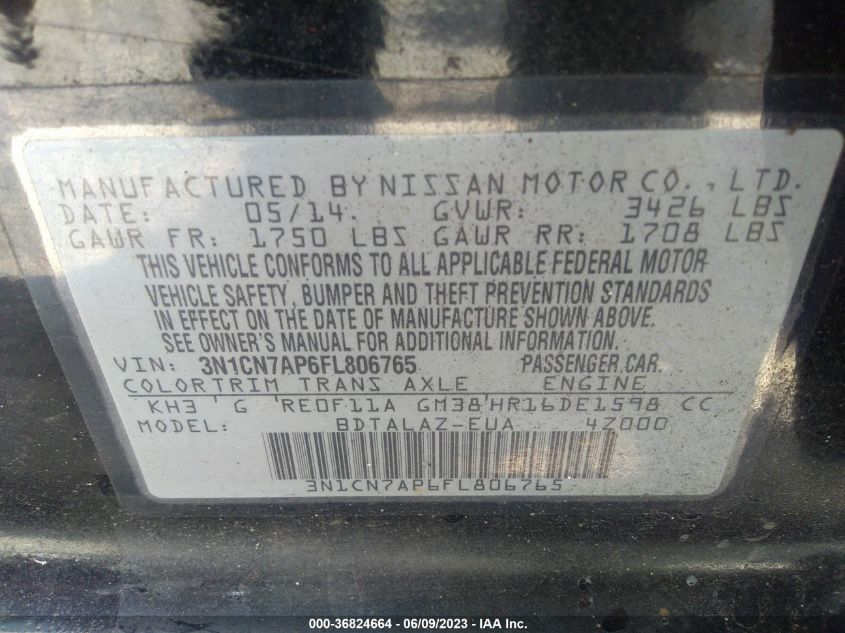 MANUFACTURED BY NISSAN MOTOR CO., LTD.
DATE: 05/14 GVWR: 3426 LBS
GAWR FR: 1750 LBS GAWR RR: 1708 LBS
THIS VEHICLE CONFORMS TO ALL APPLICABLE FEDERAL MOTOR
VEHICLE SAFETY, BUMPER AND THEFT PREVENTION STANDARDS
IN EFFECT ON THE DATE OF MANUFACTURE SHOWN ABOVE.
SEE OWNER'S MANUAL FOR ADDITIONAL INFORMATION.
VIN: 3N1CN7AP6FL806765 PASSENGER CAR
COLOR TRIM TRANS AXLE ENGINE
KH3 G RE0F11A GM38 HR16DE1598 CC
MODEL: BDTALAZ-EUA 4Z000
3N1CN7AP6FL806765
000-36824664 - 06/09/2023 - IAA Inc.